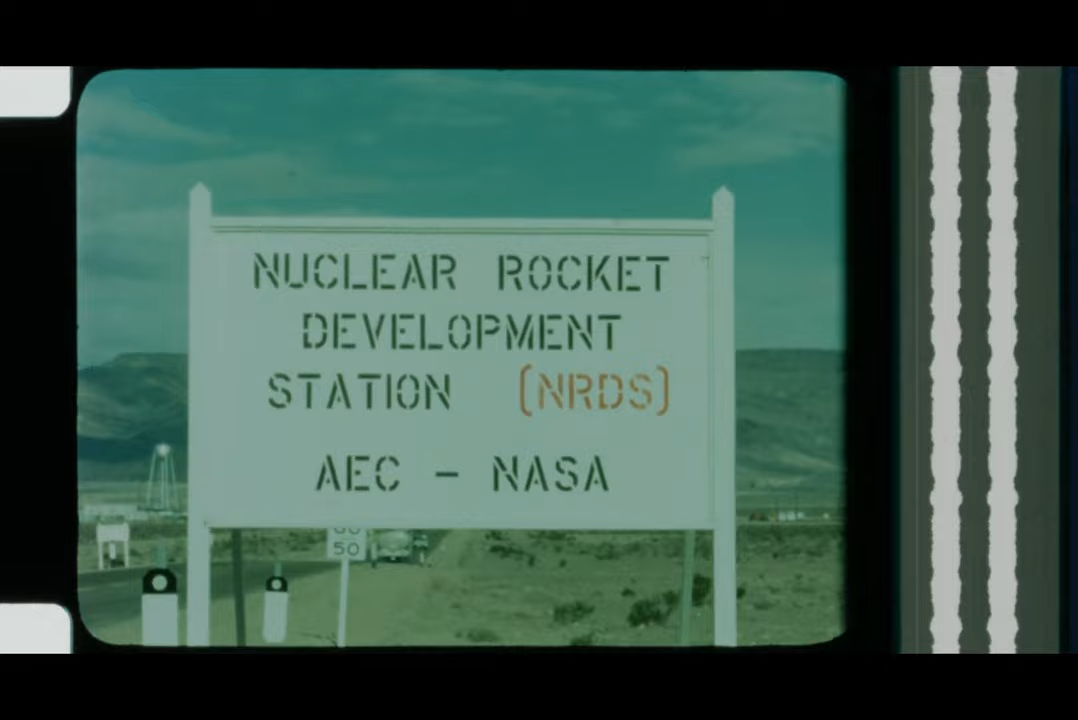 NUCLEAR ROCKET
DEVELOPMENT
STATION (NRDS)
AEC - NASA
50